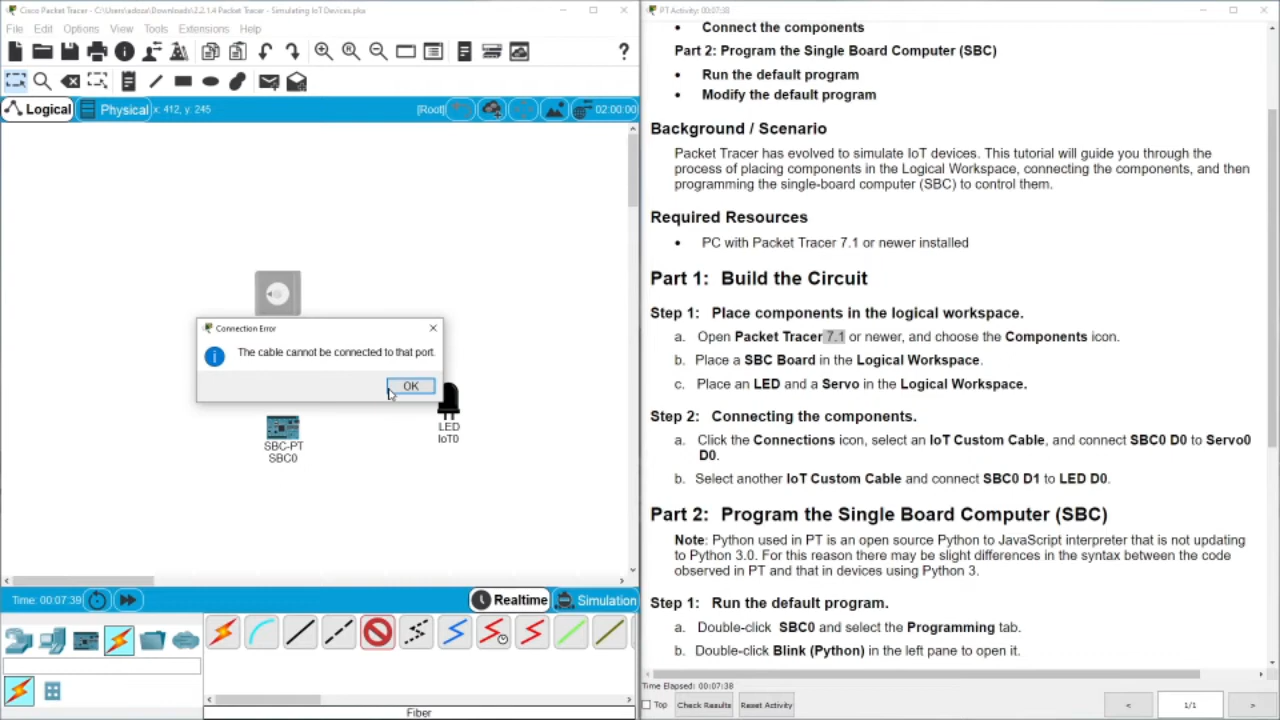 Cisco Packet Tracer - C:\Users\adoza\Downloads\2.2.1.4 Packet Tracer - Simulating IoT Devices.pka
File Edit Options View Tools Extensions Help
Logical Physical x: 412, y: 245 [Root] 02:00:00
Connection Error
The cable cannot be connected to that port.
OK
LED
IoT0
SBC-PT
SBC0
Time: 00:07:39 Realtime Simulation
Fiber
PT Activity: 00:07:38
• Connect the components
Part 2: Program the Single Board Computer (SBC)
• Run the default program
• Modify the default program
Background / Scenario
Packet Tracer has evolved to simulate IoT devices. This tutorial will guide you through the
process of placing components in the Logical Workspace, connecting the components, and then
programming the single-board computer (SBC) to control them.
Required Resources
• PC with Packet Tracer 7.1 or newer installed
Part 1: Build the Circuit
Step 1: Place components in the logical workspace.
a. Open Packet Tracer 7.1 or newer, and choose the Components icon.
b. Place a SBC Board in the Logical Workspace.
c. Place an LED and a Servo in the Logical Workspace.
Step 2: Connecting the components.
a. Click the Connections icon, select an IoT Custom Cable, and connect SBC0 D0 to Servo0
D0.
b. Select another IoT Custom Cable and connect SBC0 D1 to LED D0.
Part 2: Program the Single Board Computer (SBC)
Note: Python used in PT is an open source Python to JavaScript interpreter that is not updating
to Python 3.0. For this reason there may be slight differences in the syntax between the code
observed in PT and that in devices using Python 3.
Step 1: Run the default program.
a. Double-click SBC0 and select the Programming tab.
b. Double-click Blink (Python) in the left pane to open it.
Time Elapsed: 00:07:38
Top Check Results Reset Activity < 1/1 >